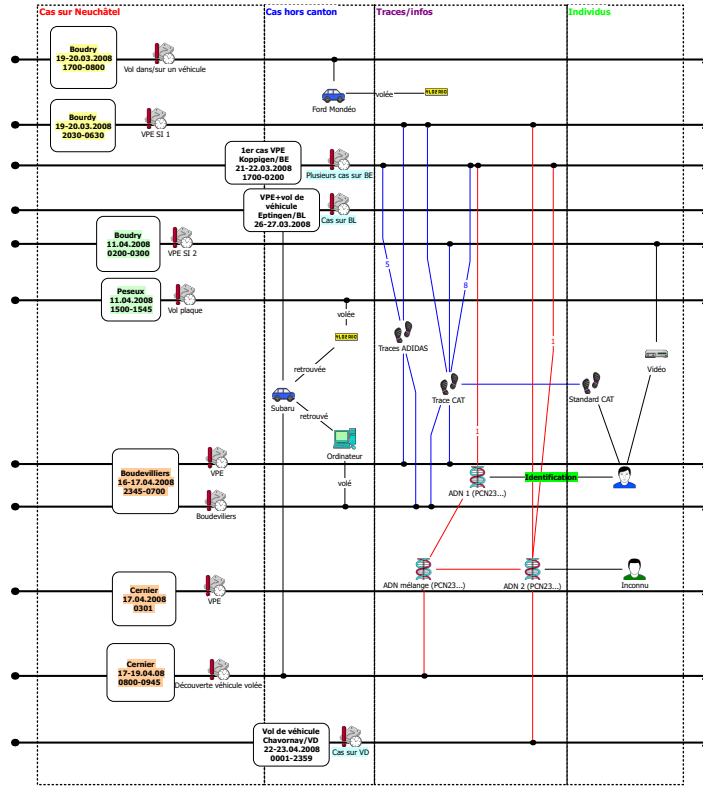 Cas sur Neuchâtel
Cas hors canton
Traces/infos
Individus
Boudry
19-20.03.2008
1700-0800
Vol dans/sur un véhicule
Ford Mondéo
volée
Bourdy
19-20.03.2008
2030-0630
VPE SI 1
1er cas VPE
Koppigen/BE
21-22.03.2008
1700-0200
Plusieurs cas sur BE
VPE+vol de
véhicule
Eptingen/BL
26-27.03.2008
Cas sur BL
Boudry
11.04.2008
0200-0300
VPE SI 2
5
8
Peseux
11.04.2008
1500-1545
Vol plaque
volée
1
Traces ADIDAS
Vidéo
retrouvée
Subaru
Trace CAT
Standard CAT
retrouvé
Ordinateur
1
Boudevilliers
16-17.04.2008
2345-0700
VPE
volé
Identification
ADN 1 (PCN23...)
Boudeviliers
ADN mélange (PCN23...)
ADN 2 (PCN23...)
Inconnu
Cernier
17.04.2008
0301
VPE
Cernier
17-19.04.08
0800-0945
Découverte véhicule volée
Vol de véhicule
Chavornay/VD
22-23.04.2008
0001-2359
Cas sur VD